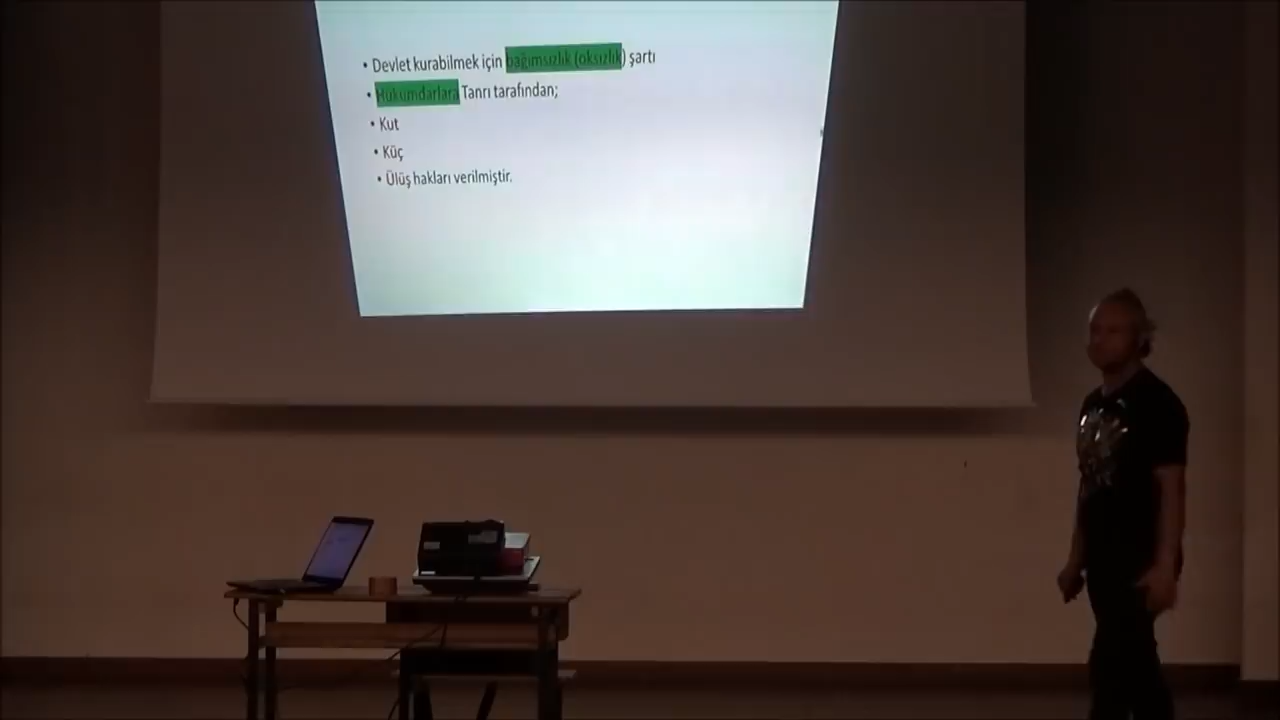 • Devlet kurabilmek için bağımsızlık (oksızlık) şartı
• Hükümdarlara Tanrı tarafından;
• Kut
• Küç
• Ülüş hakları verilmiştir.